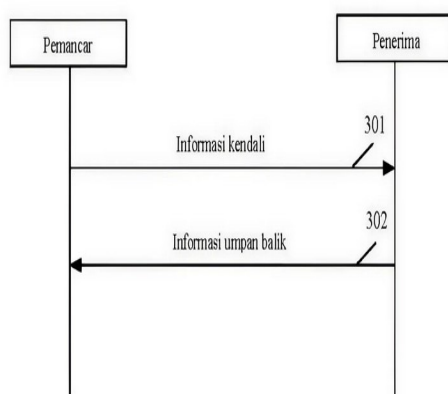 Pemancar
Penerima
301
Informasi kendali
302
Informasi umpan balik